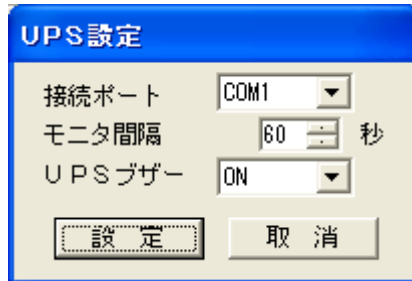 UPS設定
接続ポート COM1
モニタ間隔 60 秒
UPSブザー ON
設 定 取 消